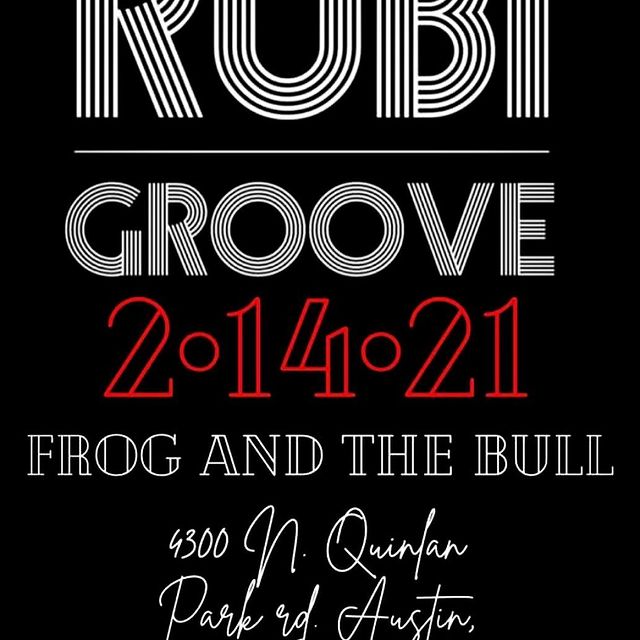 RUBI
GROOVE
2•14•21
FROG AND THE BULL
4300 N. Quinlan
Park rd. Austin,